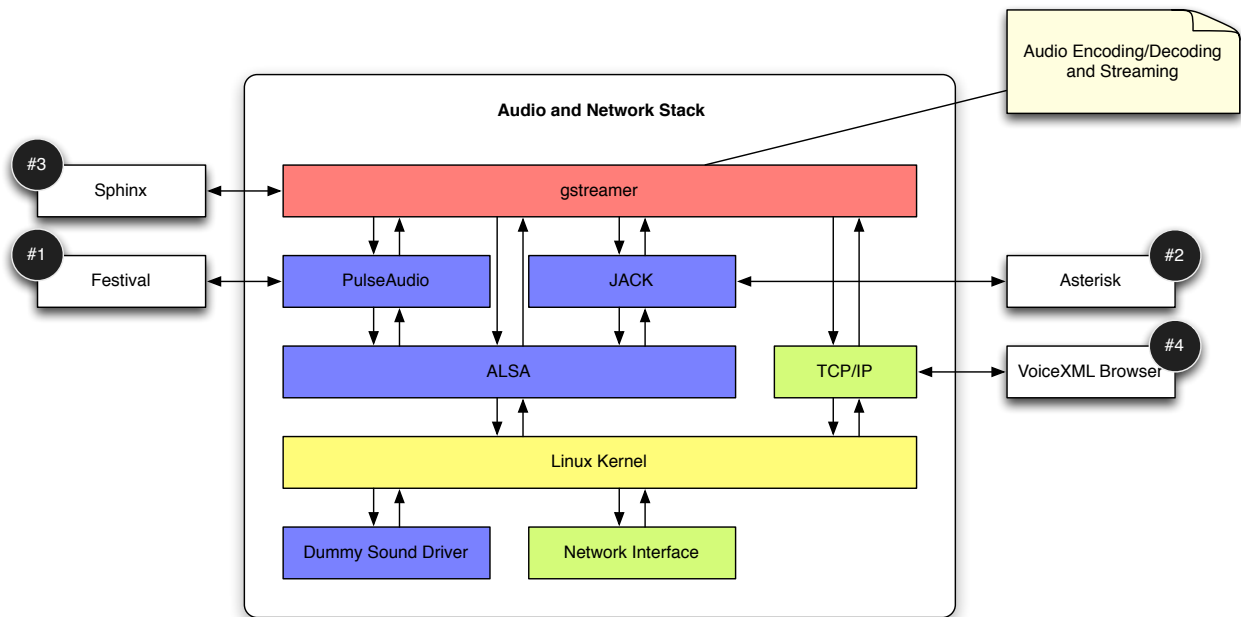 Audio Encoding/Decoding
and Streaming
Audio and Network Stack
#3
Sphinx
gstreamer
#1
Festival
PulseAudio
JACK
#2
Asterisk
ALSA
TCP/IP
#4
VoiceXML Browser
Linux Kernel
Dummy Sound Driver
Network Interface